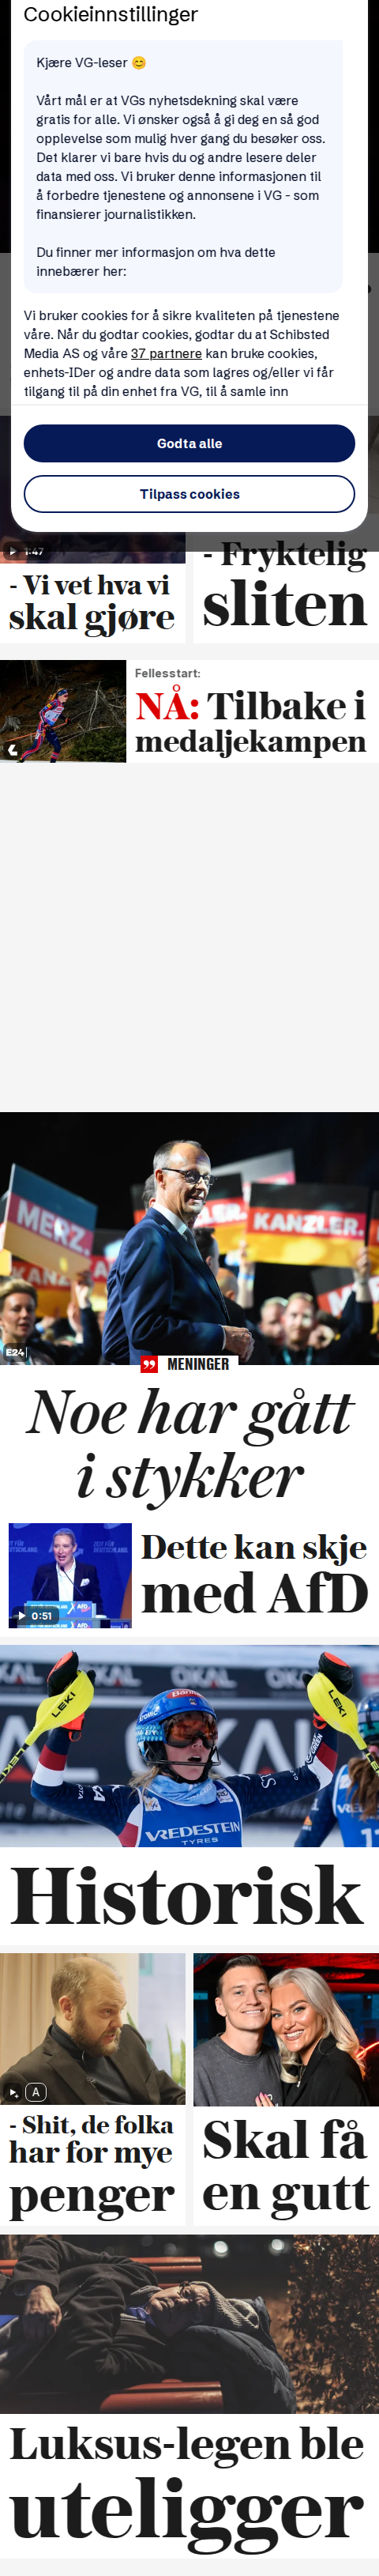 Cookieinnstillinger
Kjære VG-leser 😊
Vårt mål er at VGs nyhetsdekning skal være
gratis for alle. Vi ønsker også å gi deg en så god
opplevelse som mulig hver gang du besøker oss.
Det klarer vi bare hvis du og andre lesere deler
data med oss. Vi bruker denne informasjonen til
å forbedre tjenestene og annonsene i VG - som
finansierer journalistikken.
Du finner mer informasjon om hva dette
innebærer her:
Vi bruker cookies for å sikre kvaliteten på tjenestene
våre. Når du godtar cookies, godtar du at Schibsted
Media AS og våre 37 partnere kan bruke cookies,
enhets-IDer og andre data som lagres og/eller vi får
tilgang til på din enhet fra VG, til å samle inn
Godta alle
Tilpass cookies
1:47
- Vi vet hva vi
skal gjøre
- Fryktelig
sliten
Fellesstart:
NÅ: Tilbake i
medaljekampen
MERZ.
KANZLER.
E24
MENINGER
Noe har gått
i stykker
AfD
0:51
Dette kan skje
med AfD
LEKI
LEKI
VREDESTEIN
TYRES
Historisk
A
- Shit, de folka
har for mye
penger
Skal få
en gutt
Luksus-legen ble
uteligger